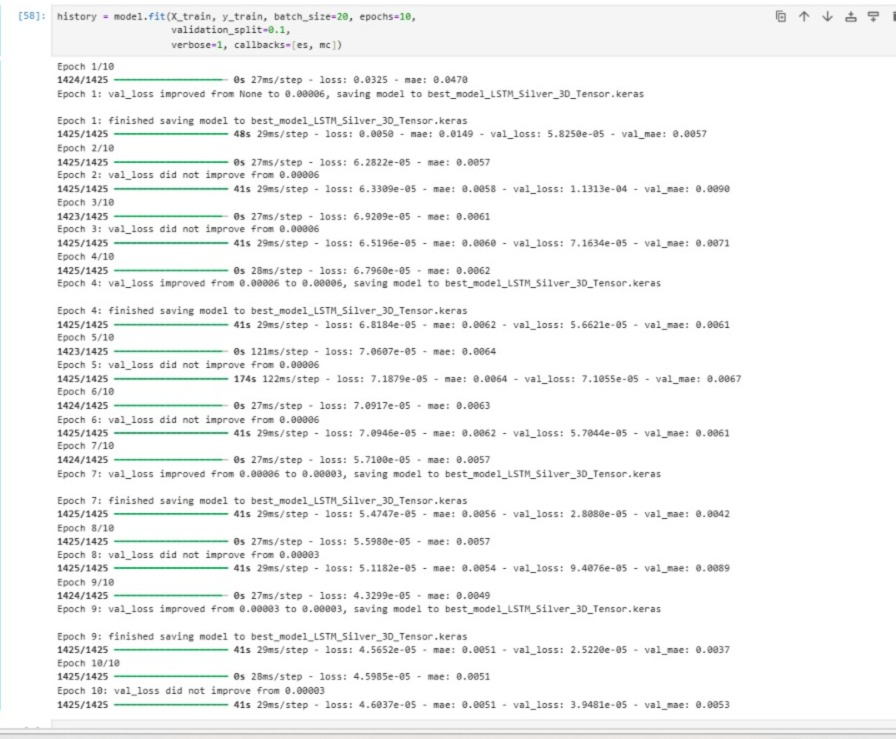 [58]: history = model.fit(X_train, y_train, batch_size=20, epochs=10,
validation_split=0.1,
verbose=1, callbacks=[es, mc])
Epoch 1/10
1424/1425 0s 27ms/step - loss: 0.0325 - mae: 0.0470
Epoch 1: val_loss improved from None to 0.00006, saving model to best_model_LSTM_Silver_3D_Tensor.keras
Epoch 1: finished saving model to best_model_LSTM_Silver_3D_Tensor.keras
1425/1425 48s 29ms/step - loss: 0.0050 - mae: 0.0149 - val_loss: 5.8250e-05 - val_mae: 0.0057
Epoch 2/10
1425/1425 0s 27ms/step - loss: 6.2822e-05 - mae: 0.0057
Epoch 2: val_loss did not improve from 0.00006
1425/1425 41s 29ms/step - loss: 6.3309e-05 - mae: 0.0058 - val_loss: 1.1313e-04 - val_mae: 0.0090
Epoch 3/10
1423/1425 0s 27ms/step - loss: 6.9209e-05 - mae: 0.0061
Epoch 3: val_loss did not improve from 0.00006
1425/1425 41s 29ms/step - loss: 6.5196e-05 - mae: 0.0060 - val_loss: 7.1634e-05 - val_mae: 0.0071
Epoch 4/10
1425/1425 0s 28ms/step - loss: 6.7960e-05 - mae: 0.0062
Epoch 4: val_loss improved from 0.00006 to 0.00006, saving model to best_model_LSTM_Silver_3D_Tensor.keras
Epoch 4: finished saving model to best_model_LSTM_Silver_3D_Tensor.keras
1425/1425 41s 29ms/step - loss: 6.8184e-05 - mae: 0.0062 - val_loss: 5.6621e-05 - val_mae: 0.0061
Epoch 5/10
1423/1425 0s 121ms/step - loss: 7.0607e-05 - mae: 0.0064
Epoch 5: val_loss did not improve from 0.00006
1425/1425 174s 122ms/step - loss: 7.1879e-05 - mae: 0.0064 - val_loss: 7.1055e-05 - val_mae: 0.0067
Epoch 6/10
1424/1425 0s 27ms/step - loss: 7.0917e-05 - mae: 0.0063
Epoch 6: val_loss did not improve from 0.00006
1425/1425 41s 29ms/step - loss: 7.0946e-05 - mae: 0.0062 - val_loss: 5.7044e-05 - val_mae: 0.0061
Epoch 7/10
1424/1425 0s 27ms/step - loss: 5.7100e-05 - mae: 0.0057
Epoch 7: val_loss improved from 0.00006 to 0.00003, saving model to best_model_LSTM_Silver_3D_Tensor.keras
Epoch 7: finished saving model to best_model_LSTM_Silver_3D_Tensor.keras
1425/1425 41s 29ms/step - loss: 5.4747e-05 - mae: 0.0056 - val_loss: 2.8080e-05 - val_mae: 0.0042
Epoch 8/10
1425/1425 0s 27ms/step - loss: 5.5980e-05 - mae: 0.0057
Epoch 8: val_loss did not improve from 0.00003
1425/1425 41s 29ms/step - loss: 5.1182e-05 - mae: 0.0054 - val_loss: 9.4076e-05 - val_mae: 0.0089
Epoch 9/10
1424/1425 0s 27ms/step - loss: 4.3299e-05 - mae: 0.0049
Epoch 9: val_loss improved from 0.00003 to 0.00003, saving model to best_model_LSTM_Silver_3D_Tensor.keras
Epoch 9: finished saving model to best_model_LSTM_Silver_3D_Tensor.keras
1425/1425 41s 29ms/step - loss: 4.5652e-05 - mae: 0.0051 - val_loss: 2.5220e-05 - val_mae: 0.0037
Epoch 10/10
1425/1425 0s 28ms/step - loss: 4.5985e-05 - mae: 0.0051
Epoch 10: val_loss did not improve from 0.00003
1425/1425 41s 29ms/step - loss: 4.6037e-05 - mae: 0.0051 - val_loss: 3.9481e-05 - val_mae: 0.0053